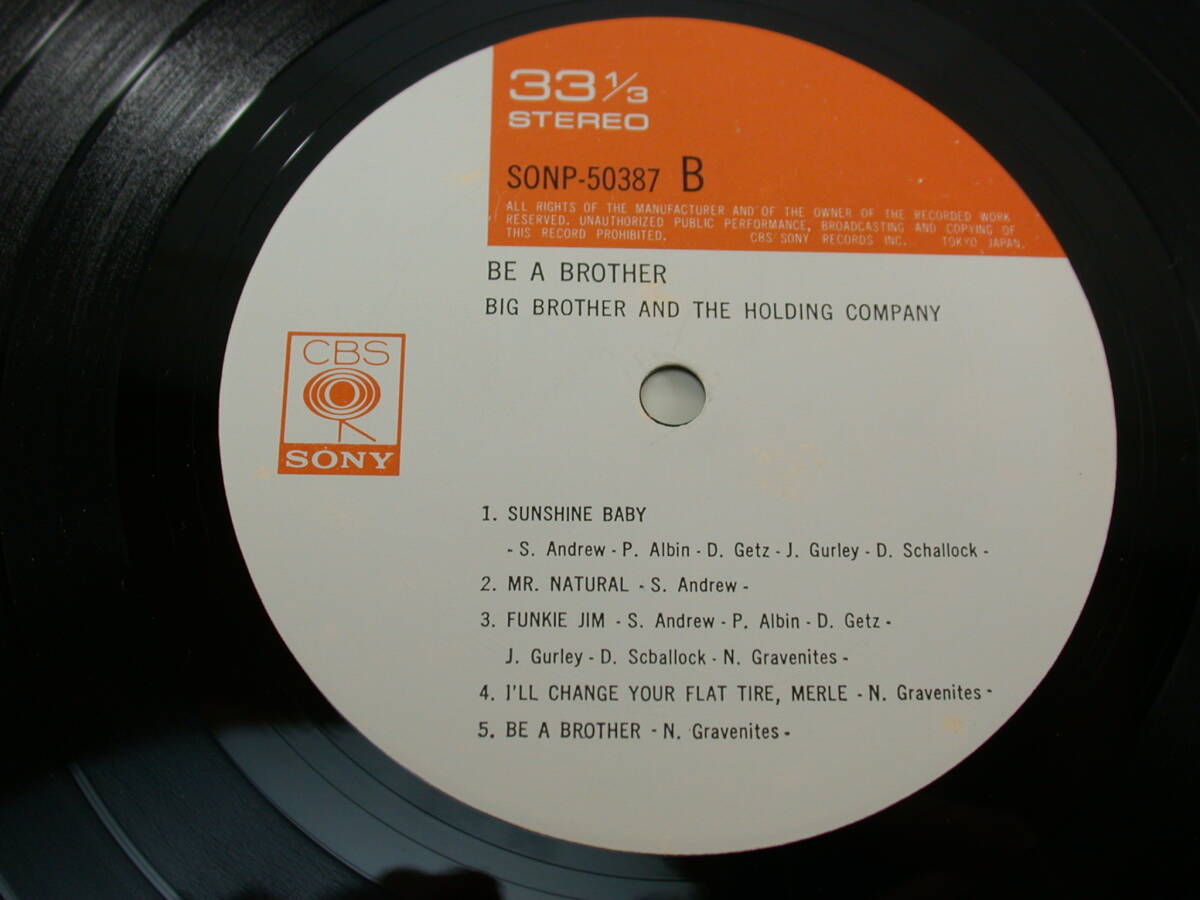 33 1/3
STEREO
SONP-50387 B
ALL RIGHTS OF THE MANUFACTURER AND OF THE OWNER OF THE RECORDED WORK
RESERVED. UNAUTHORIZED PUBLIC PERFORMANCE, BROADCASTING AND COPYING OF
THIS RECORD PROHIBITED. CBS/SONY RECORDS INC. TOKYO JAPAN.
BE A BROTHER
BIG BROTHER AND THE HOLDING COMPANY
CBS
SONY
1. SUNSHINE BABY
- S. Andrew - P. Albin - D. Getz - J. Gurley - D. Schallock -
2. MR. NATURAL - S. Andrew -
3. FUNKIE JIM - S. Andrew - P. Albin - D. Getz -
J. Gurley - D. Scballock - N. Gravenites -
4. I'LL CHANGE YOUR FLAT TIRE, MERLE - N. Gravenites -
5. BE A BROTHER - N. Gravenites -